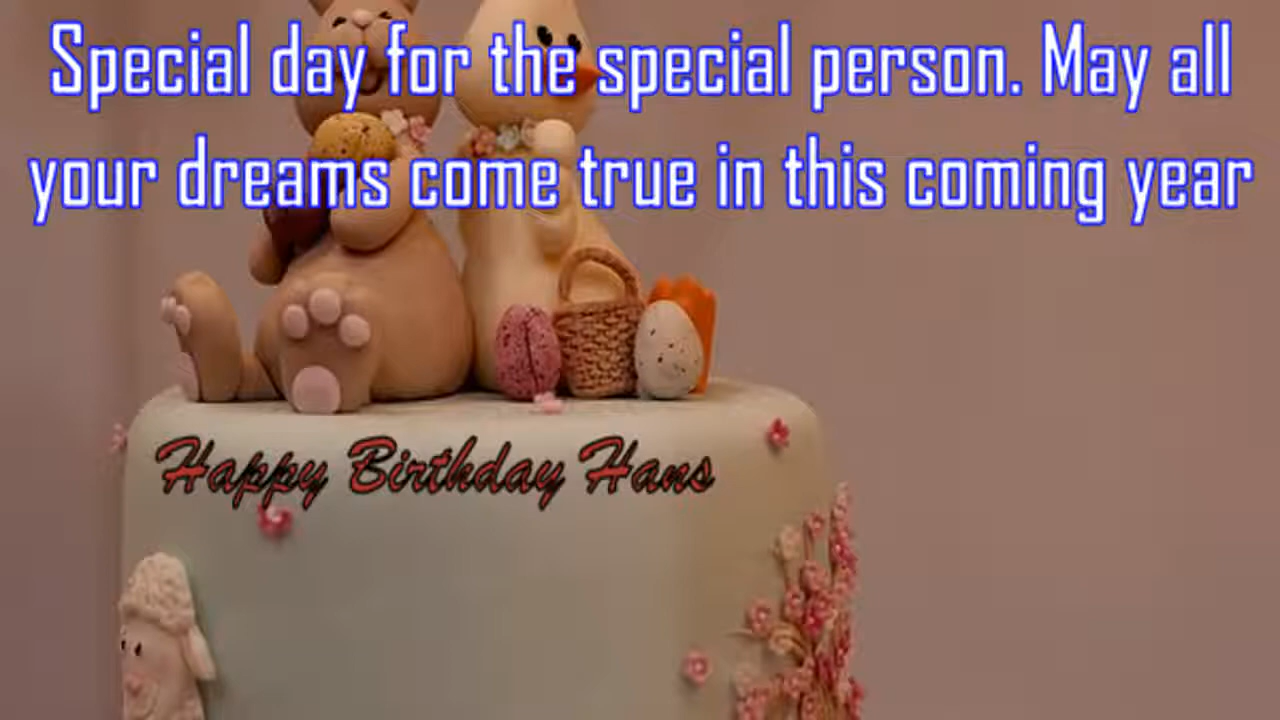 Special day for the special person. May all
your dreams come true in this coming year
Happy Birthday Hans